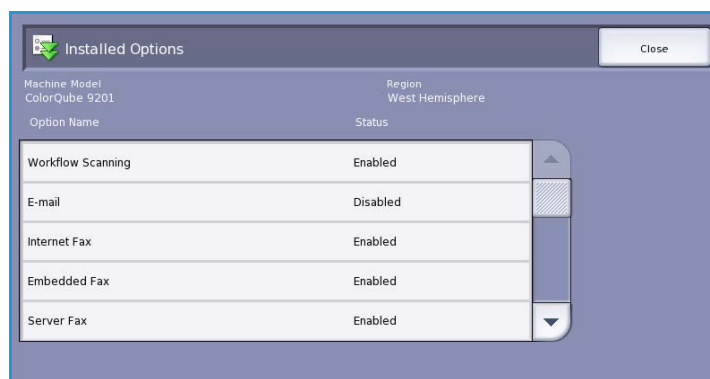 Installed Options
Close
Machine Model
Region
ColorQube 9201
West Hemisphere
Option Name
Status
Workflow Scanning
Enabled
E-mail
Disabled
Internet Fax
Enabled
Embedded Fax
Enabled
Server Fax
Enabled